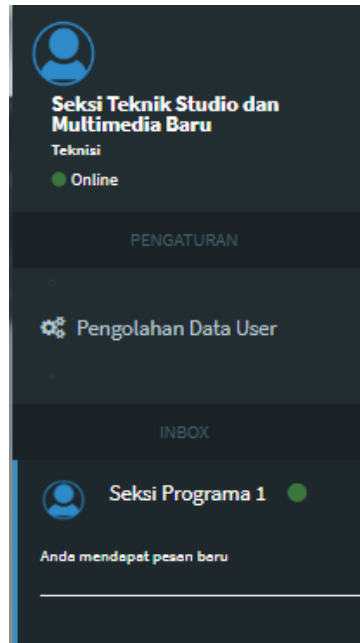 Seksi Teknik Studio dan
Multimedia Baru
Teknisi
Online
PENGATURAN
Pengolahan Data User
INBOX
Seksi Programa 1
Anda mendapat pesan baru